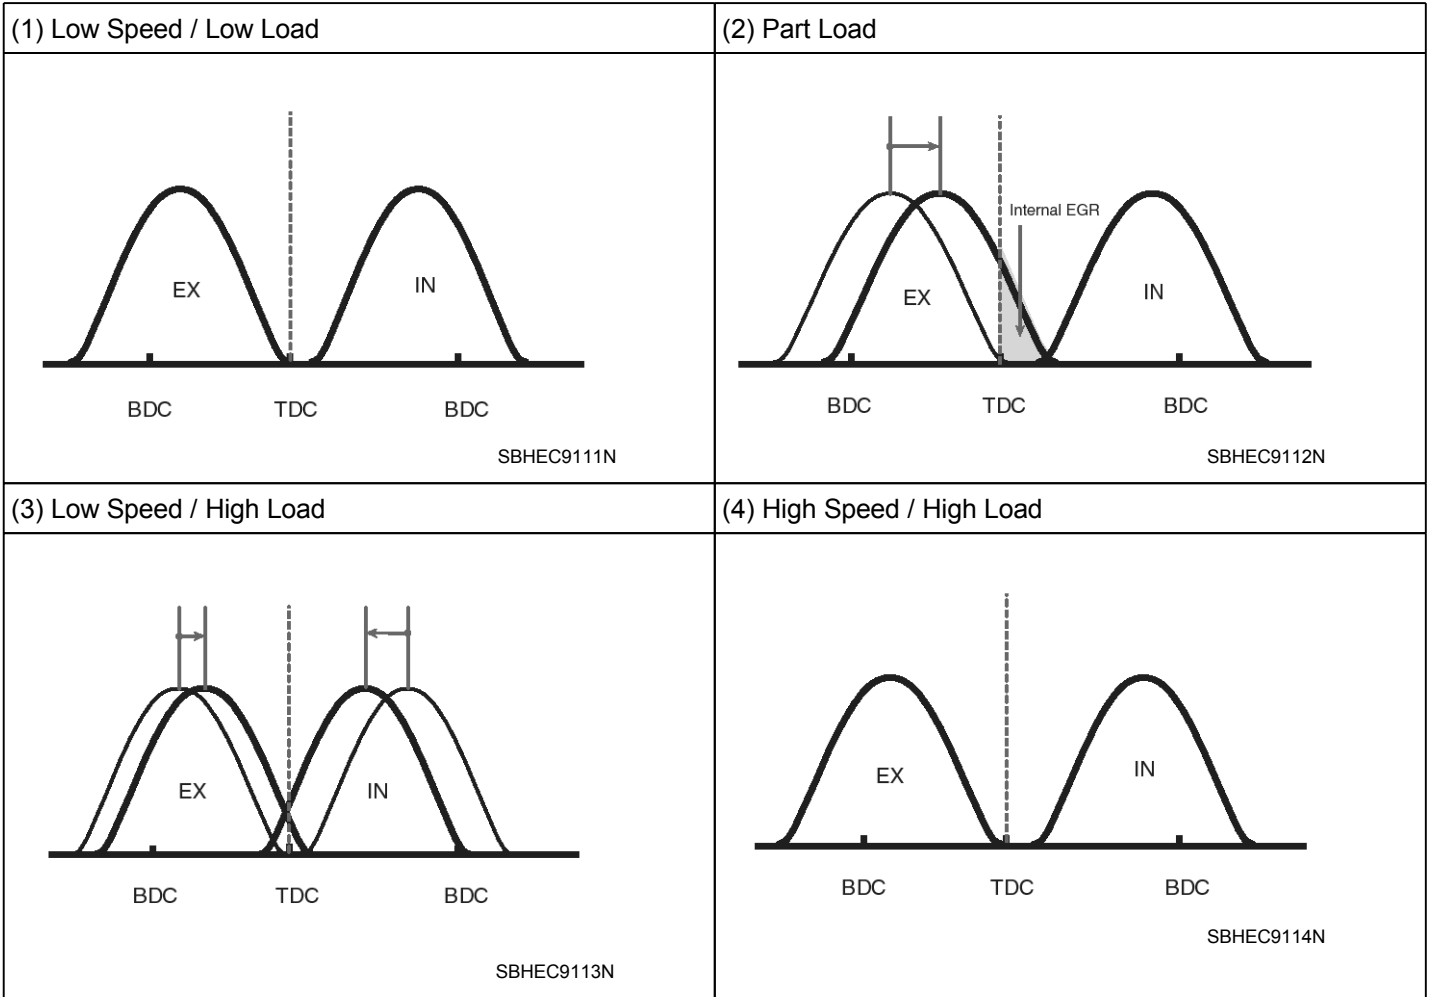 (1) Low Speed / Low Load
(2) Part Load
EX
IN
BDC
TDC
BDC
SBHEC9111N
Internal EGR
EX
IN
BDC
TDC
BDC
SBHEC9112N
(3) Low Speed / High Load
(4) High Speed / High Load
EX
IN
BDC
TDC
BDC
SBHEC9113N
EX
IN
BDC
TDC
BDC
SBHEC9114N